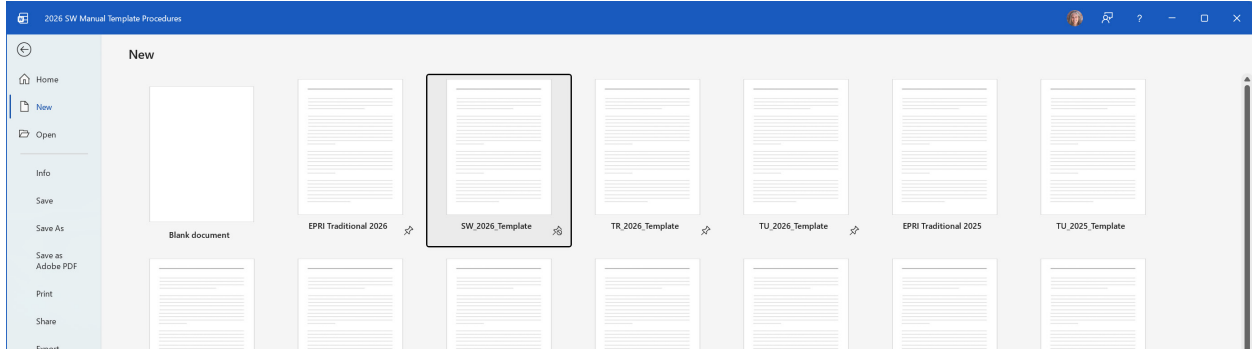 2026 SW Manual Template Procedures
?
New
Home
New
Open
Info
Save
Save As
Save as
Adobe PDF
Print
Share
Export
Blank document
EPRI Traditional 2026
SW_2026_Template
TR_2026_Template
TU_2026_Template
EPRI Traditional 2025
TU_2025_Template